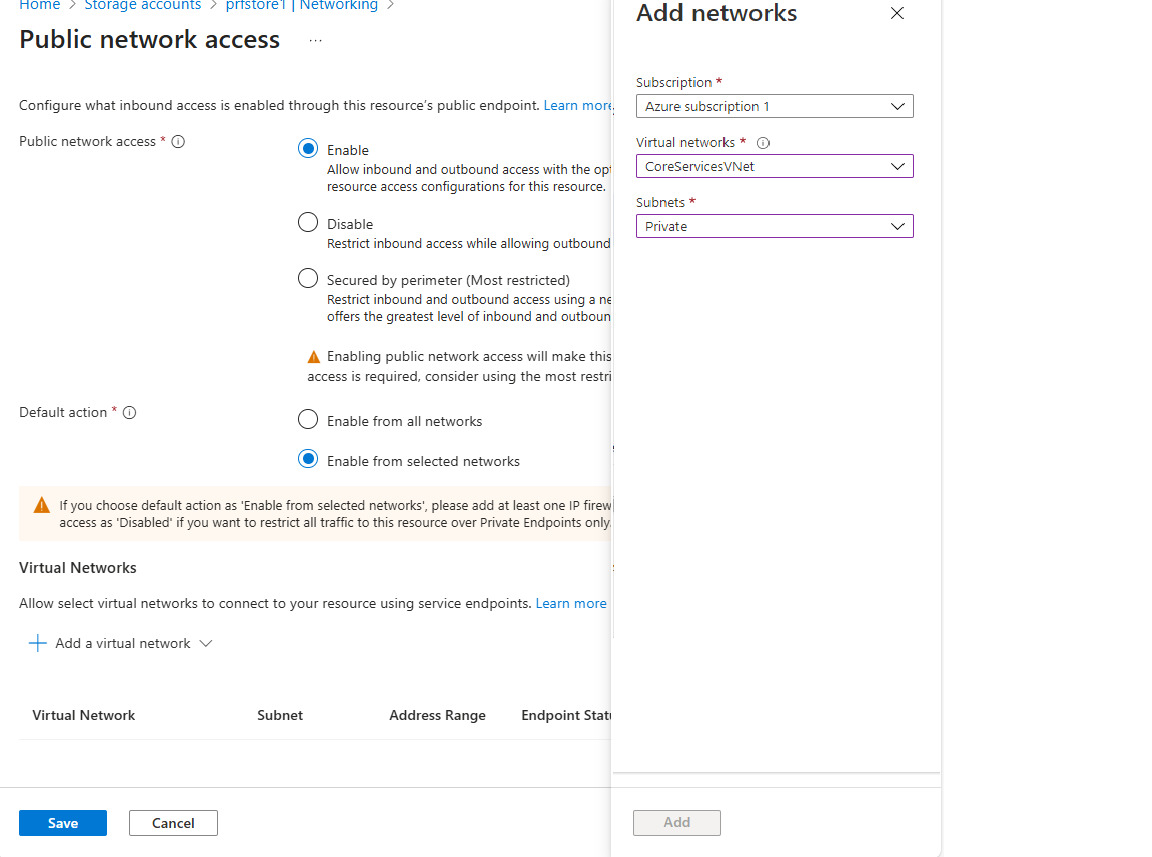 Home > Storage accounts > prfstore1 | Networking >
Public network access ...
Configure what inbound access is enabled through this resource's public endpoint. Learn more
Public network access *
Enable
Allow inbound and outbound access with the
resource access configurations for this resource.
Disable
Restrict inbound access while allowing outbound
Secured by perimeter (Most restricted)
Restrict inbound and outbound access using a
offers the greatest level of inbound and
Enabling public network access will make this
access is required, consider using the most
Default action *
Enable from all networks
Enable from selected networks
If you choose default action as 'Enable from selected networks', please add at least one IP
access as 'Disabled' if you want to restrict all traffic to this resource over Private Endpoints only.
Virtual Networks
Allow select virtual networks to connect to your resource using service endpoints. Learn more
+ Add a virtual network
Virtual Network Subnet Address Range Endpoint
Save Cancel
Add networks
Subscription *
Azure subscription 1
Virtual networks *
CoreServicesVNet
Subnets *
Private
Add